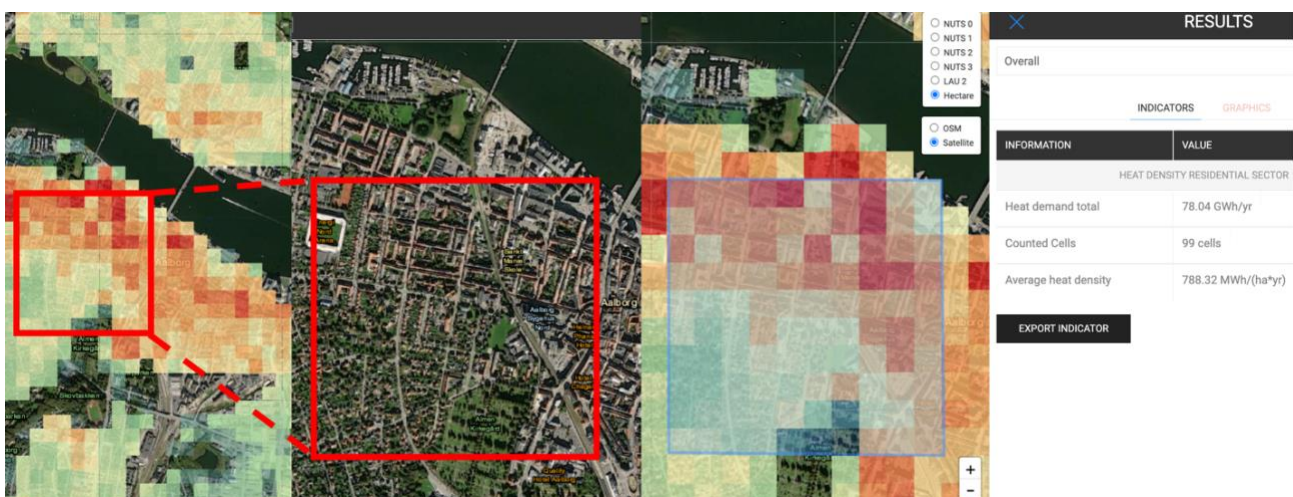 NUTS 0
NUTS 1
NUTS 2
NUTS 3
LAU 2
Hectare
OSM
Satellite
Aalborg
Aalborg
+
−
RESULTS
Overall
INDICATORS GRAPHICS
INFORMATION VALUE
HEAT DENSITY RESIDENTIAL SECTOR
Heat demand total 78.04 GWh/yr
Counted Cells 99 cells
Average heat density 788.32 MWh/(ha*yr)
EXPORT INDICATOR